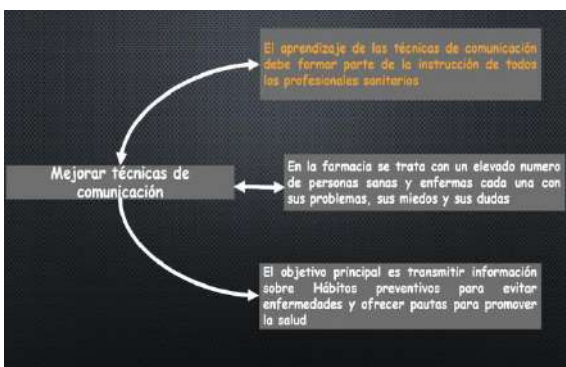 El aprendizaje de las técnicas de comunicación
debe formar parte de la instrucción de todos
los profesionales sanitarios
Mejorar técnicas de
comunicación
En la farmacia se trata con un elevado numero
de personas sanas y enfermas cada una con
sus problemas, sus miedos y sus dudas
El objetivo principal es transmitir información
sobre Hábitos preventivos para evitar
enfermedades y ofrecer pautas para promover
la salud